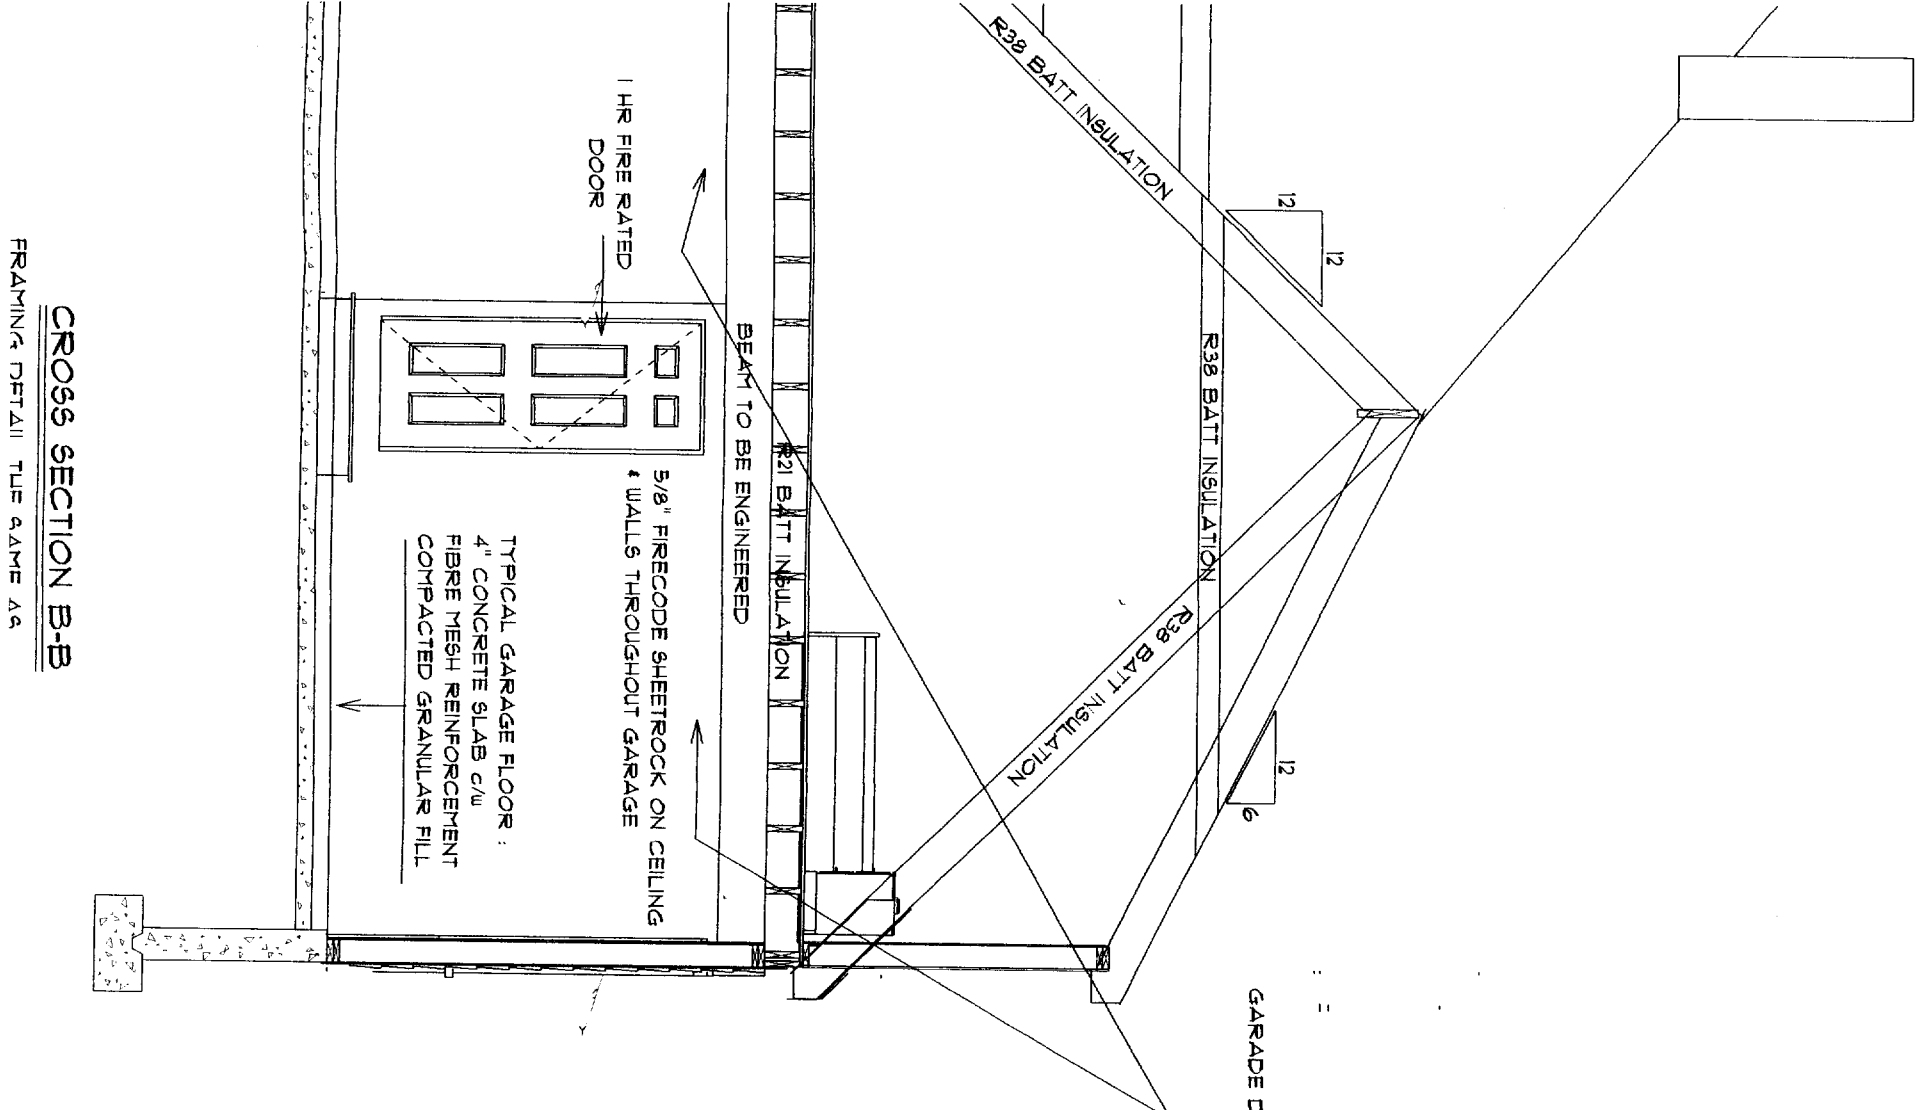 R38 BATT INSULATION
12
12
R38 BATT INSULATION
R38 BATT INSULATION
12
6
GARADE
R21 BATT INSULATION
BEAM TO BE ENGINEERED
5/8" FIRECODE SHEETROCK ON CEILING
& WALLS THROUGHOUT GARAGE
1 HR FIRE RATED
DOOR
TYPICAL GARAGE FLOOR :
4" CONCRETE SLAB c/w
FIBRE MESH REINFORCEMENT
COMPACTED GRANULAR FILL
CROSS SECTION B-B
FRAMING DETAIL THE SAME AS